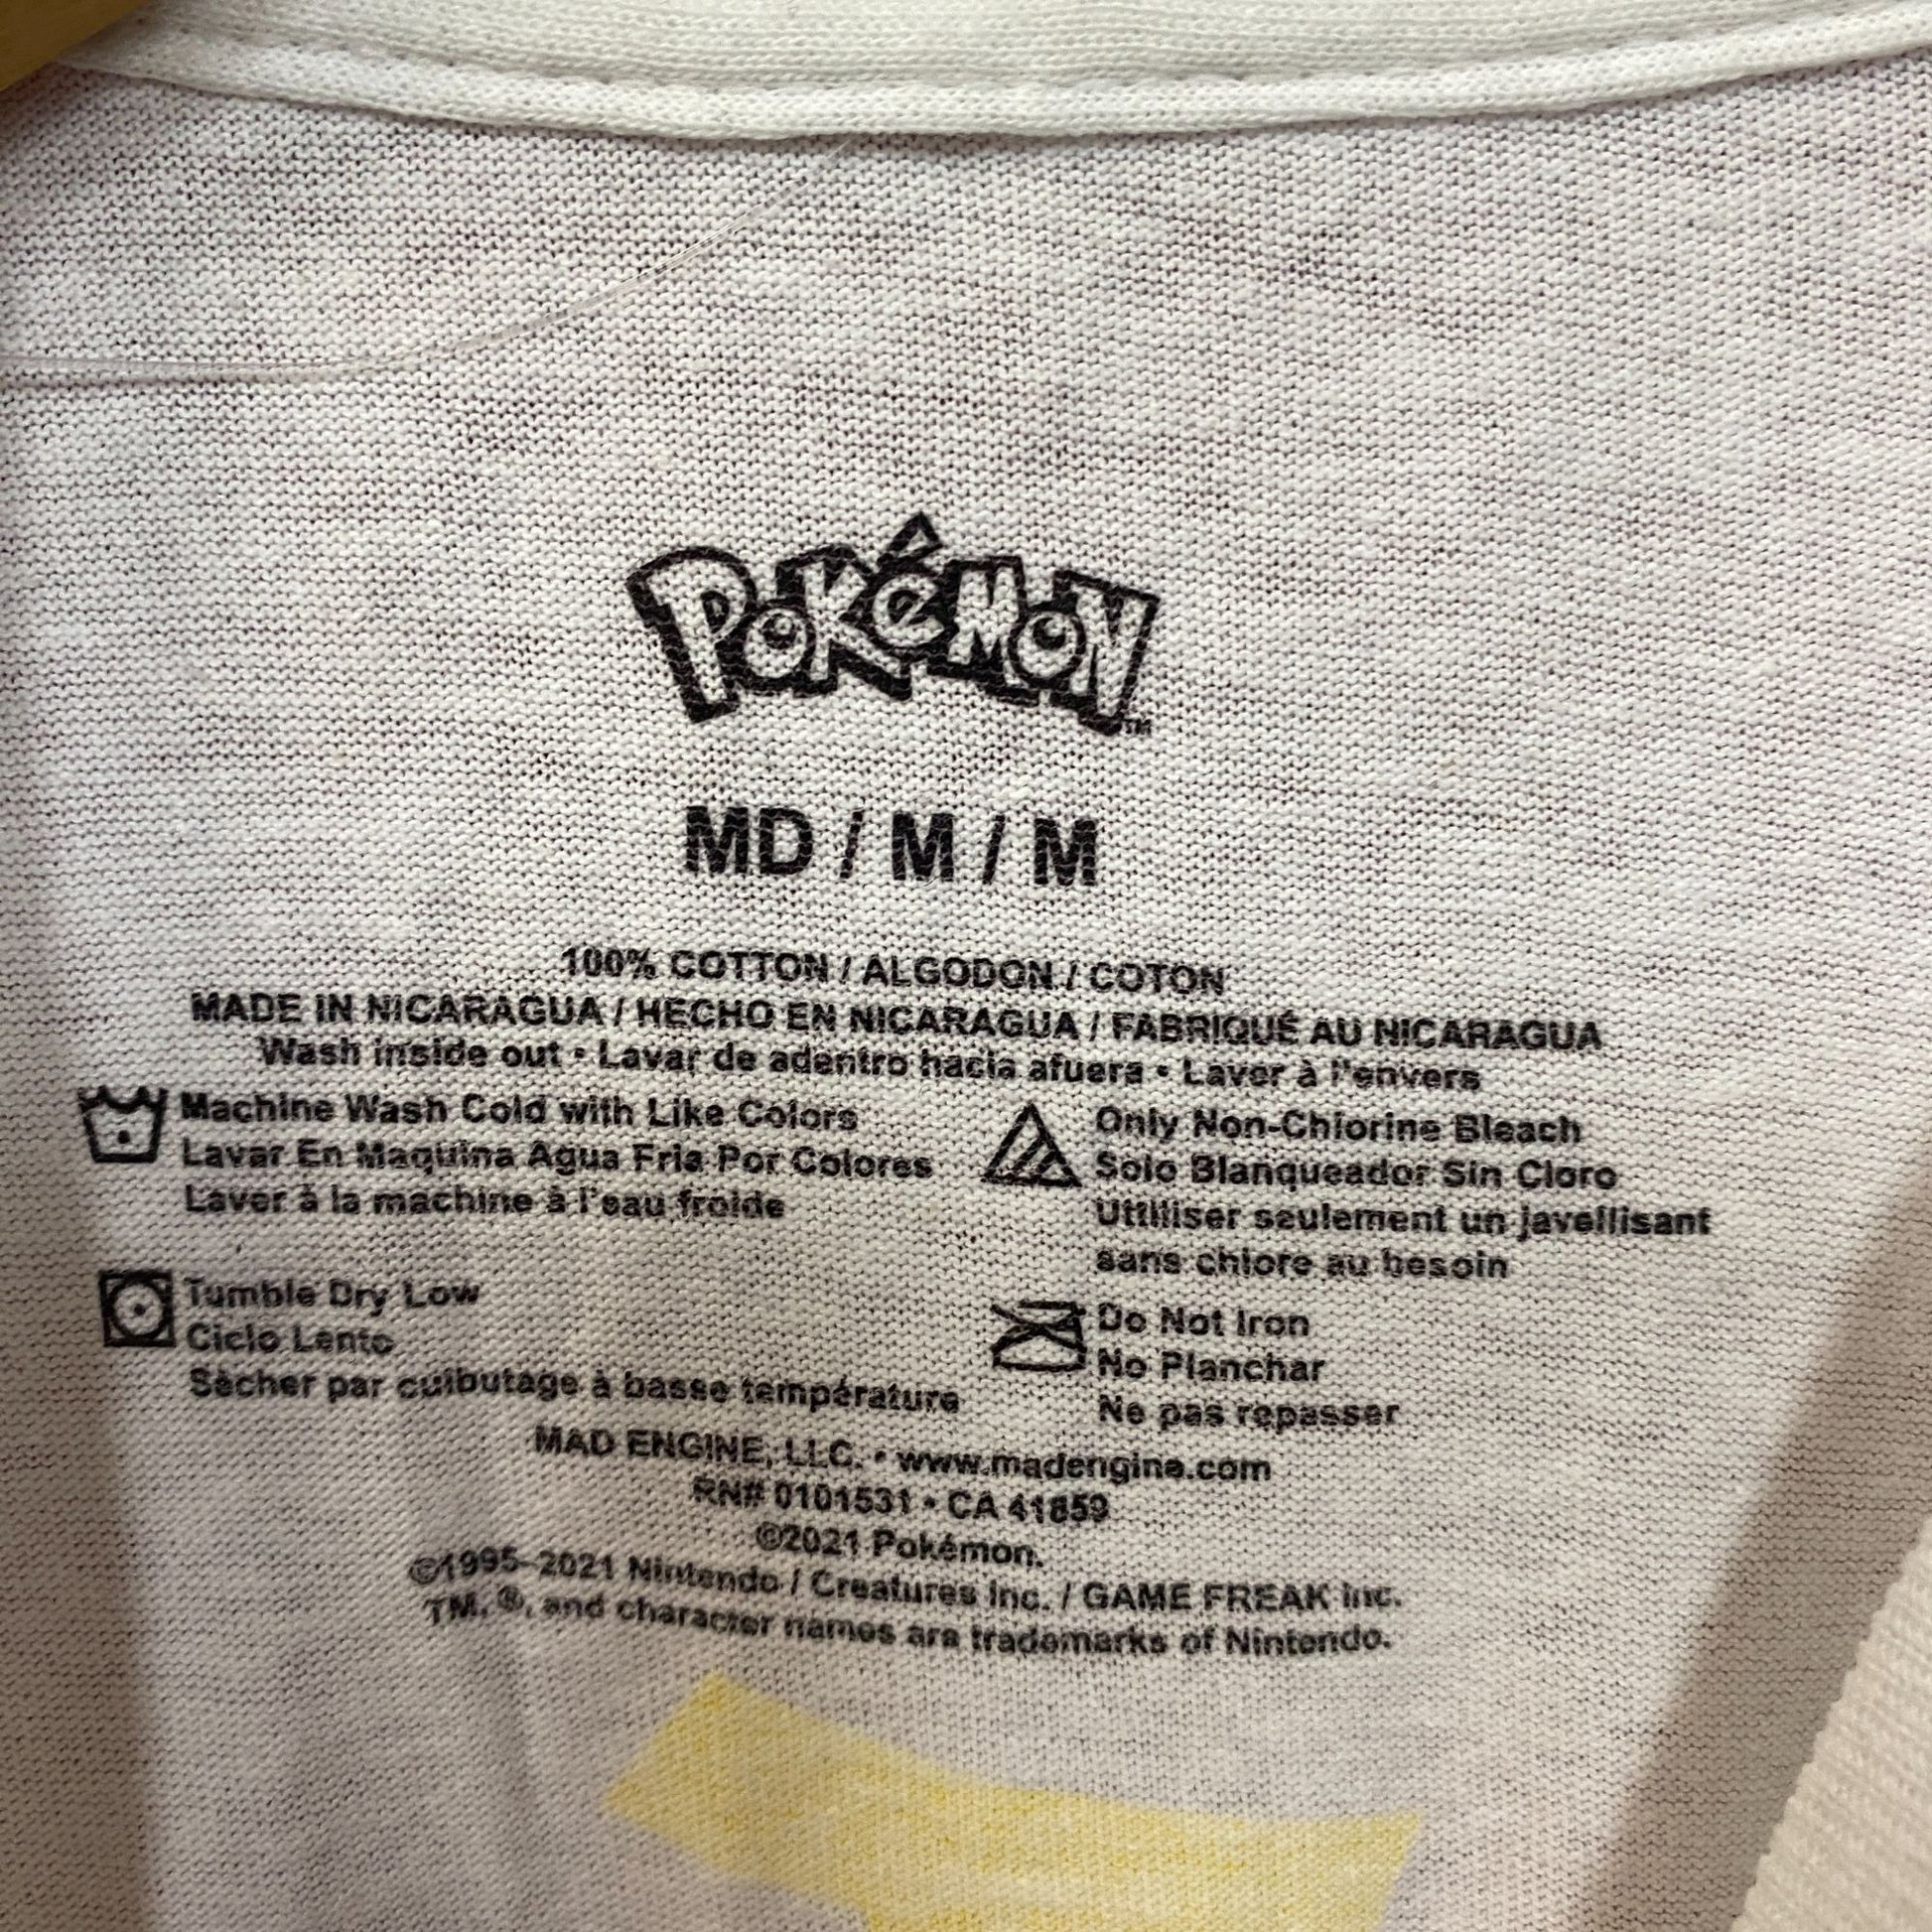 POKéMON™
MD / M / M
100% COTTON / ALGODON / COTON
MADE IN NICARAGUA / HECHO EN NICARAGUA / FABRIQUÉ AU NICARAGUA
Wash inside out • Lavar de adentro hacia afuera • Laver à l'envers
Machine Wash Cold with Like Colors
Lavar En Maquina Agua Fria Por Colores
Laver à la machine à l'eau froide
Only Non-Chlorine Bleach
Solo Blanqueador Sin Cloro
Uttiliser seulement un javellisant
sans chlore au besoin
Tumble Dry Low
Ciclo Lento
Sècher par culbutage à basse température
Do Not Iron
No Planchar
Ne pas repasser
MAD ENGINE, LLC. • www.madengine.com
RN# 0101531 • CA 41859
©2021 Pokémon.
©1995–2021 Nintendo / Creatures Inc. / GAME FREAK Inc.
TM, ®, and character names are trademarks of Nintendo.